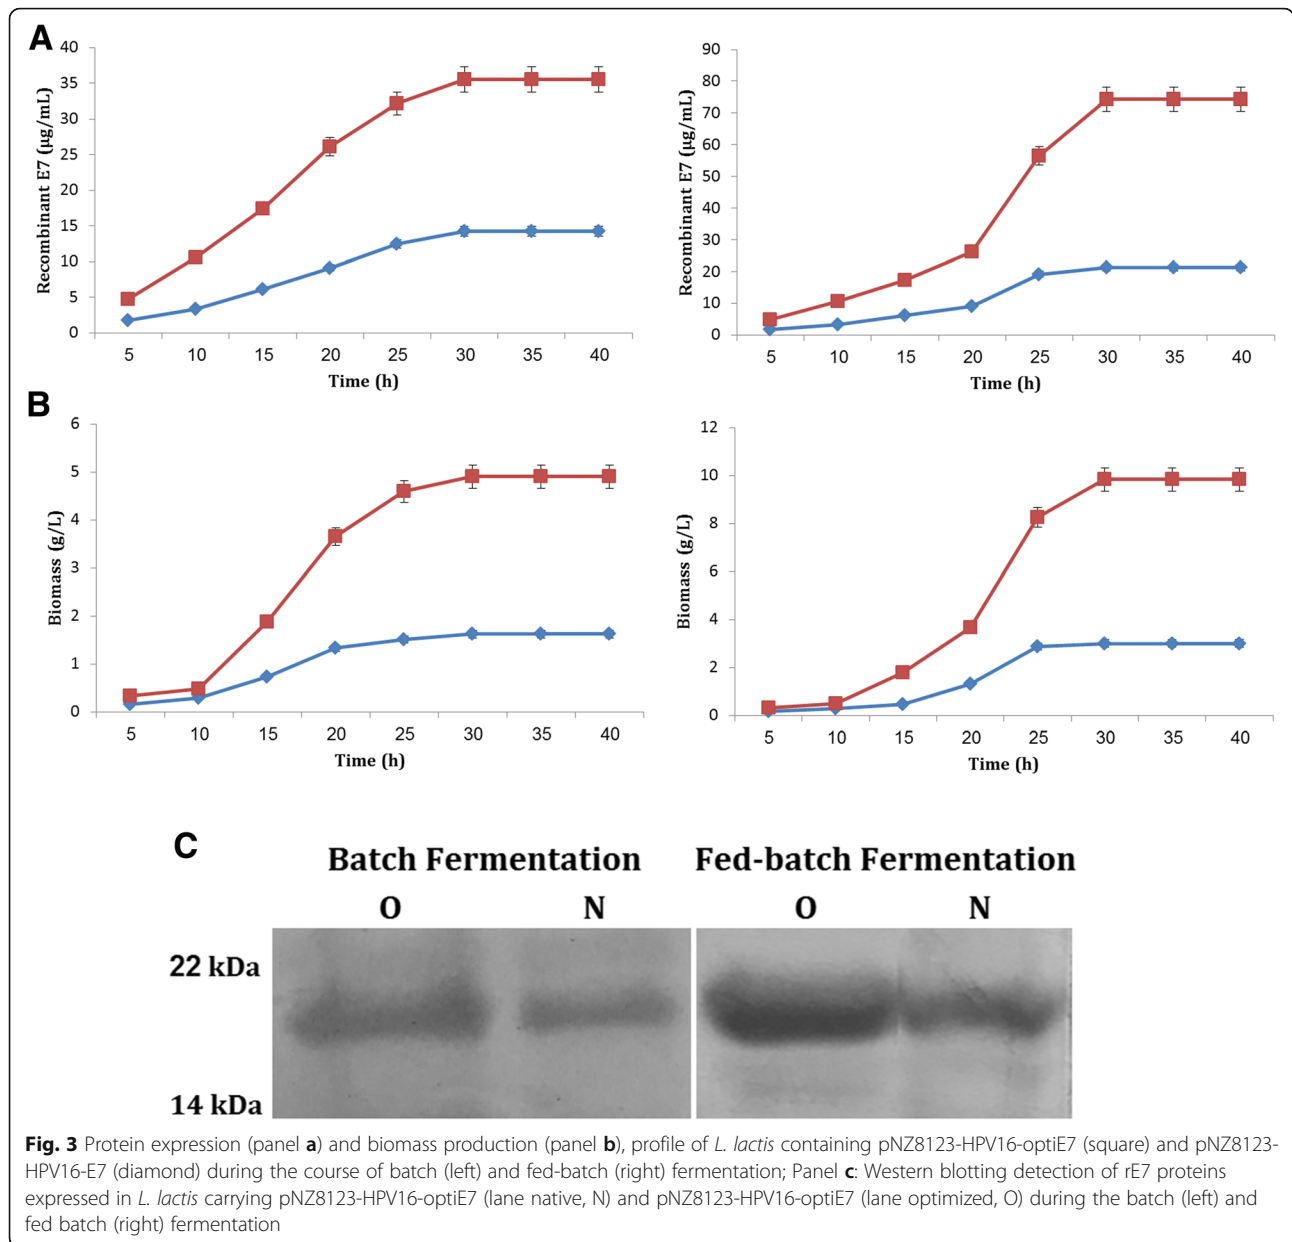 A
40
35
30
25
20
15
10
5
0
Recombinant E7 (µg/mL)
5 10 15 20 25 30 35 40
Time (h)
90
80
70
60
50
40
30
20
10
0
Recombinant E7 (µg/mL)
5 10 15 20 25 30 35 40
Time (h)
B
6
5
4
3
2
1
0
Biomass (g/L)
5 10 15 20 25 30 35 40
Time (h)
12
10
8
6
4
2
0
Biomass (g/L)
5 10 15 20 25 30 35 40
Time (h)
C
Batch Fermentation Fed-batch Fermentation
O N O N
22 kDa
14 kDa
Fig. 3 Protein expression (panel a) and biomass production (panel b), profile of L. lactis containing pNZ8123-HPV16-optiE7 (square) and pNZ8123-
HPV16-E7 (diamond) during the course of batch (left) and fed-batch (right) fermentation; Panel c: Western blotting detection of rE7 proteins
expressed in L. lactis carrying pNZ8123-HPV16-optiE7 (lane native, N) and pNZ8123-HPV16-optiE7 (lane optimized, O) during the batch (left) and
fed batch (right) fermentation